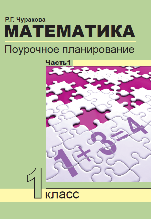 Р.Г. Чуракова
МАТЕМАТИКА
Поурочное планирование
Часть 1
1+3=4
1 класс